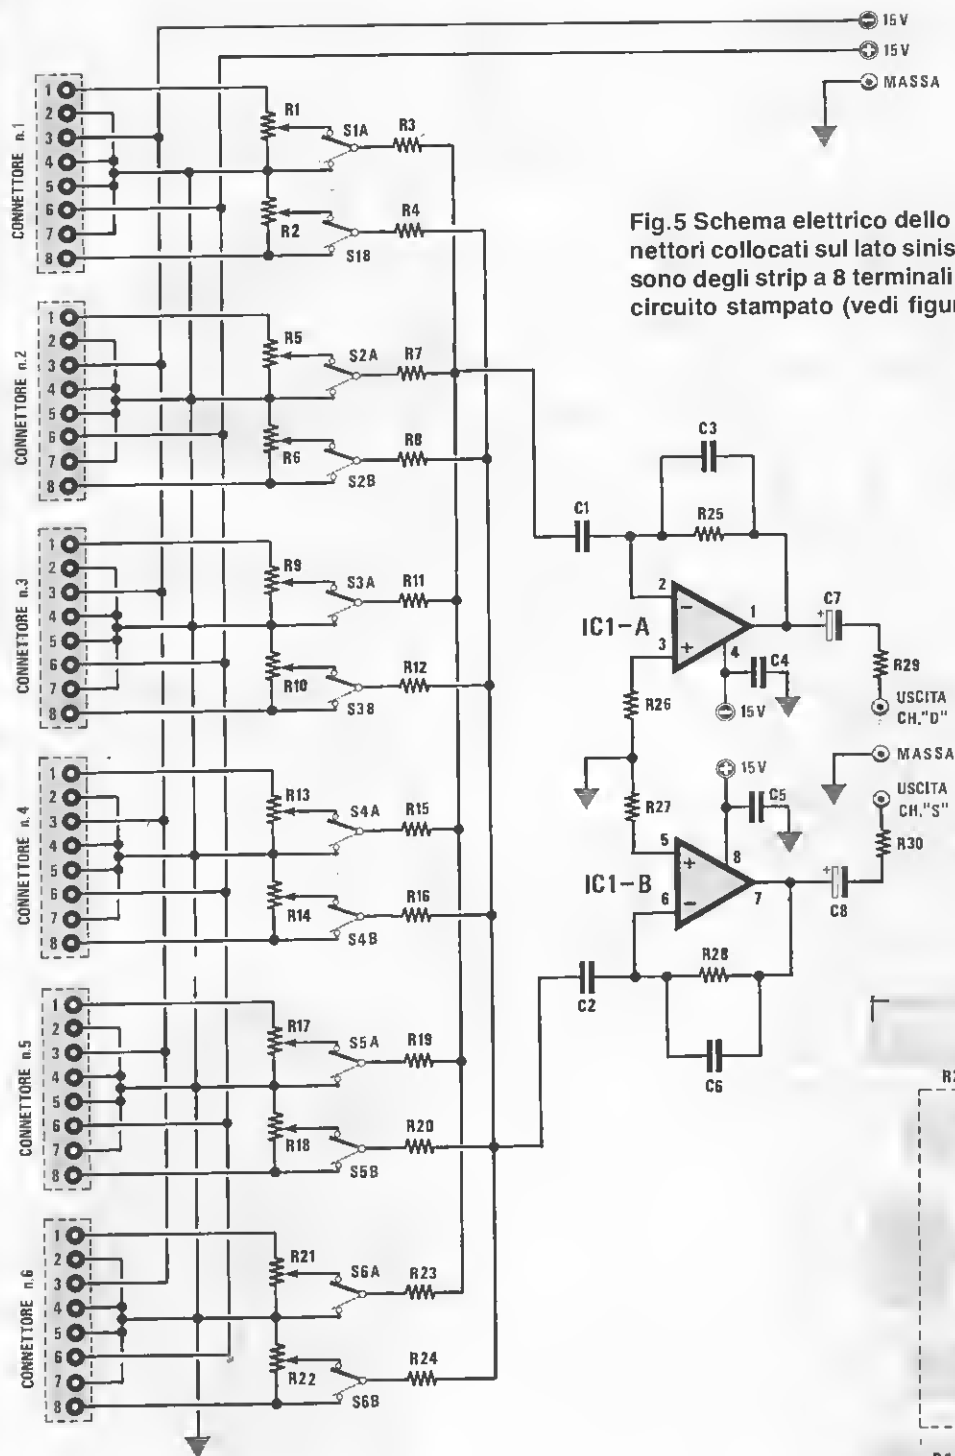 15 V
15 V
MASSA
Fig.5 Schema elettrico dello
nettori collocati sul lato sinis
sono degli strip a 8 terminali
circuito stampato (vedi figu
CONNETTORE n.1
1
2
3
4
5
6
7
8
R1
S1A
R3
R2
S1B
R4
CONNETTORE n.2
1
2
3
4
5
6
7
8
R5
S2A
R7
R6
S2B
R8
CONNETTORE n.3
1
2
3
4
5
6
7
8
R9
S3A
R11
R10
S3B
R12
CONNETTORE n.4
1
2
3
4
5
6
7
8
R13
S4A
R15
R14
S4B
R16
CONNETTORE n.5
1
2
3
4
5
6
7
8
R17
S5A
R19
R18
S5B
R20
CONNETTORE n.6
1
2
3
4
5
6
7
8
R21
S6A
R23
R22
S6B
R24
C3
R25
C1
2
−
3
+
1
4
IC1-A
C4
15 V
C7
+
R29
USCITA
CH."D"
R26
MASSA
R27
15 V
C5
USCITA
CH."S"
R30
5
+
6
−
8
7
IC1-B
+
C8
R28
C2
C6